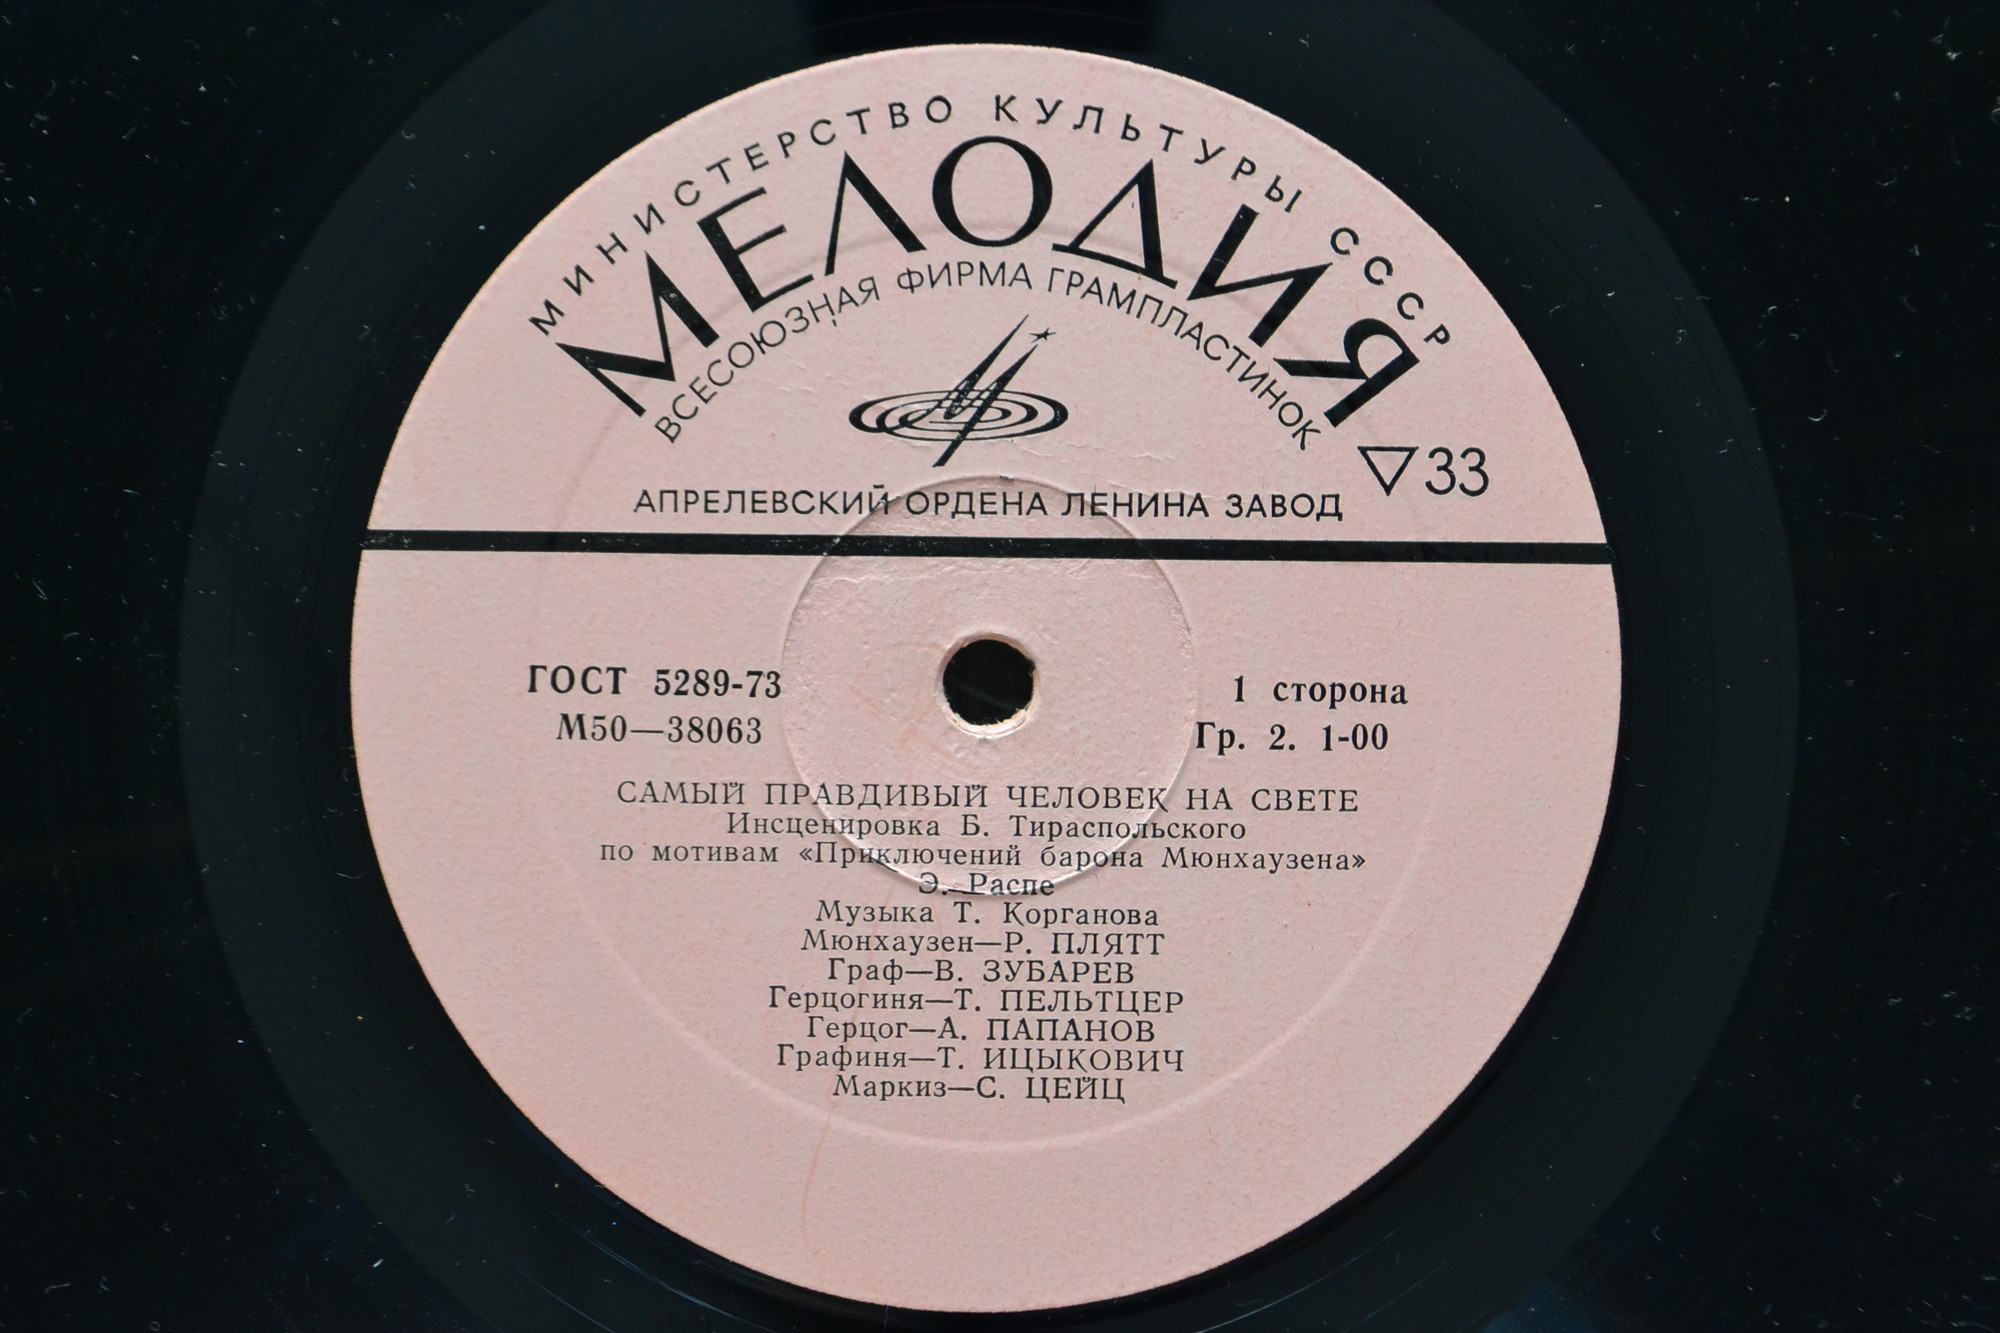 МИНИСТЕРСТВО КУЛЬТУРЫ СССР
МЕЛОДИЯ
ВСЕСОЮЗНАЯ ФИРМА ГРАМПЛАСТИНОК
▽33
АПРЕЛЕВСКИЙ ОРДЕНА ЛЕНИНА ЗАВОД
ГОСТ 5289-73
М50—38063
1 сторона
Гр. 2. 1-00
САМЫЙ ПРАВДИВЫЙ ЧЕЛОВЕК НА СВЕТЕ
Инсценировка Б. Тираспольского
по мотивам «Приключений барона Мюнхаузена»
Э. Распе
Музыка Т. Корганова
Мюнхаузен—Р. ПЛЯТТ
Граф—В. ЗУБАРЕВ
Герцогиня—Т. ПЕЛЬТЦЕР
Герцог—А. ПАПАНОВ
Графиня—Т. ИЦЫКОВИЧ
Маркиз—С. ЦЕЙЦ